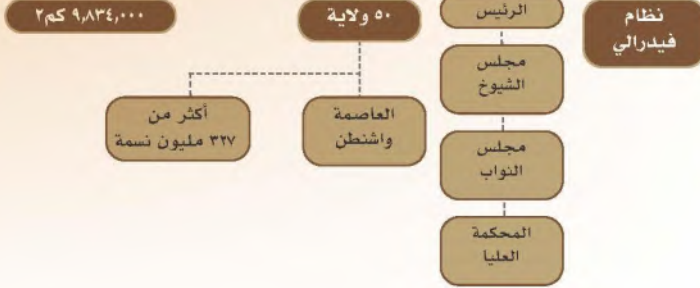 نظام
فيدرالي
الرئيس
مجلس
الشيوخ
مجلس
النواب
المحكمة
العليا
٥٠ ولاية
العاصمة
واشنطن
أكثر من
٣٢٧ مليون نسمة
٩,٨٣٤,٠٠٠ كم٢